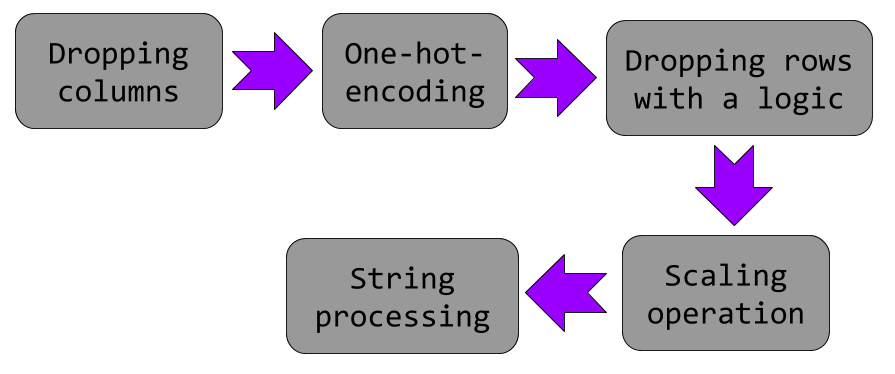 Dropping
columns
One-hot-
encoding
Dropping rows
with a logic
Scaling
operation
String
processing